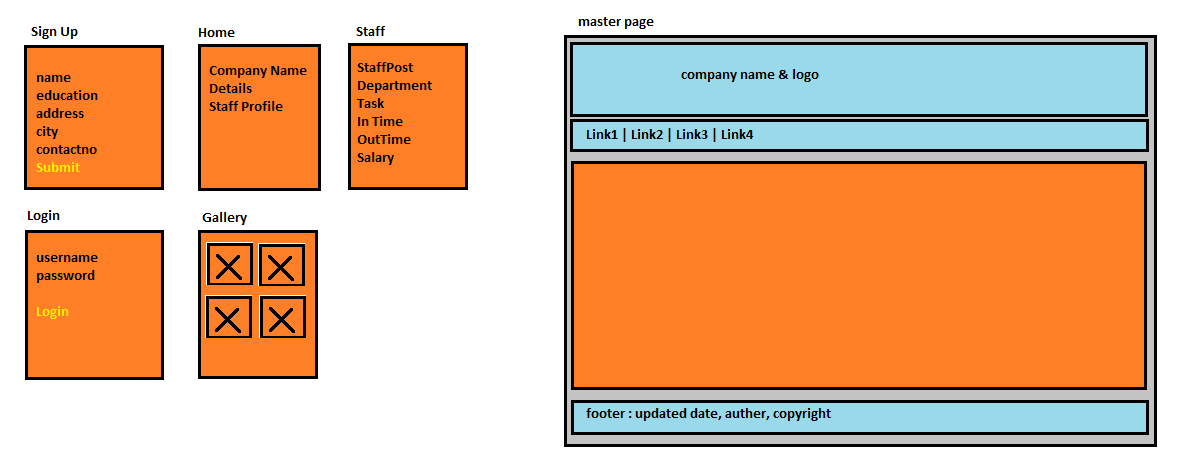 Sign Up
name
education
address
city
contactno
Submit
Home
Company Name
Details
Staff Profile
Staff
StaffPost
Department
Task
In Time
OutTime
Salary
Login
username
password
Login
Gallery
master page
company name & logo
Link1 | Link2 | Link3 | Link4
footer : updated date, auther, copyright